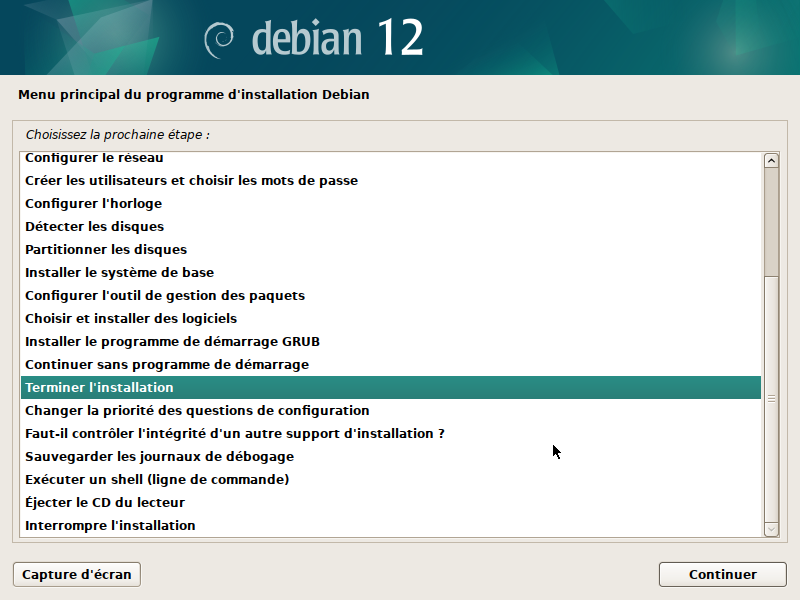 debian 12
Menu principal du programme d'installation Debian
Choisissez la prochaine étape :
Configurer le réseau
Créer les utilisateurs et choisir les mots de passe
Configurer l'horloge
Détecter les disques
Partitionner les disques
Installer le système de base
Configurer l'outil de gestion des paquets
Choisir et installer des logiciels
Installer le programme de démarrage GRUB
Continuer sans programme de démarrage
Terminer l'installation
Changer la priorité des questions de configuration
Faut-il contrôler l'intégrité d'un autre support d'installation ?
Sauvegarder les journaux de débogage
Exécuter un shell (ligne de commande)
Éjecter le CD du lecteur
Interrompre l'installation
Capture d'écran
Continuer